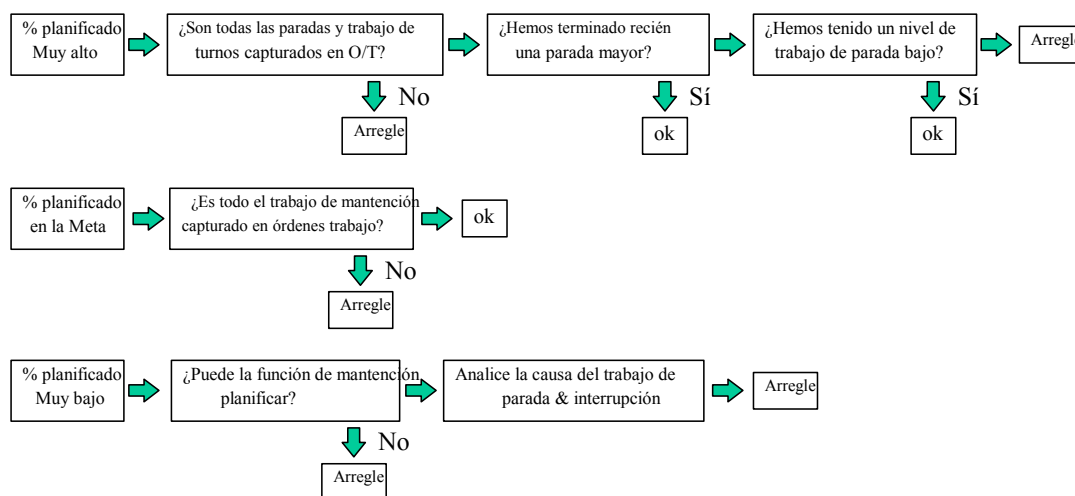 % planificado
Muy alto
¿Son todas las paradas y trabajo de
turnos capturados en O/T?
¿Hemos terminado recién
una parada mayor?
¿Hemos tenido un nivel de
trabajo de parada bajo?
Arregle
No
Arregle
Sí
ok
Sí
ok
% planificado
en la Meta
¿Es todo el trabajo de mantención
capturado en órdenes trabajo?
ok
No
Arregle
% planificado
Muy bajo
¿Puede la función de mantención
planificar?
Analice la causa del trabajo de
parada & interrupción
Arregle
No
Arregle